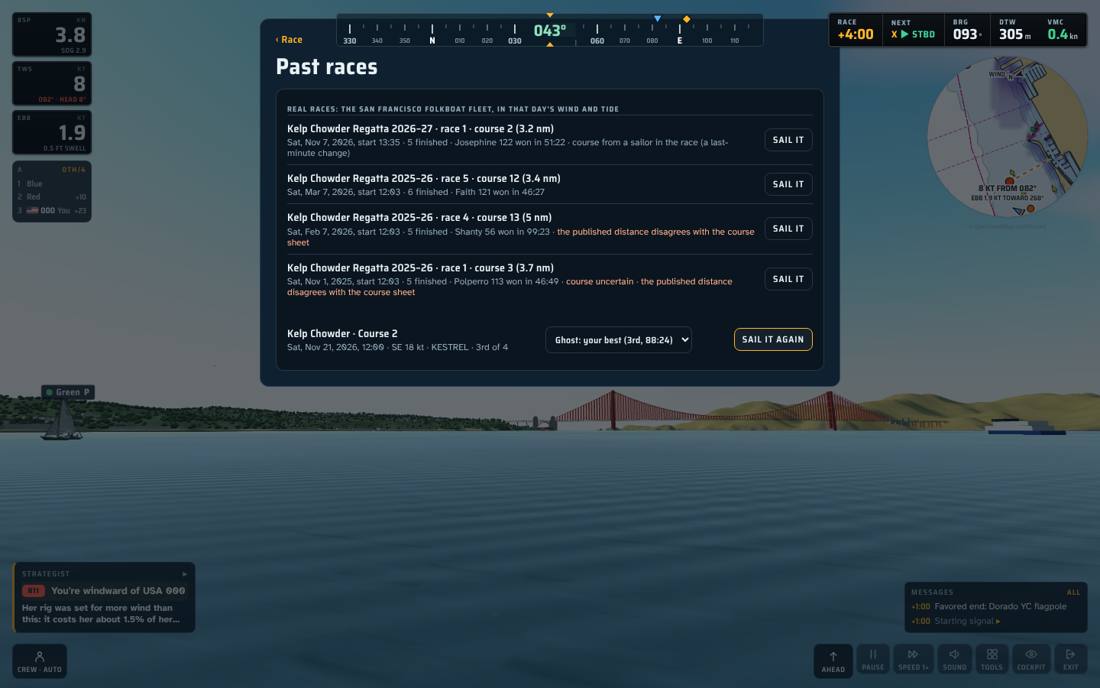 BSP KN
3.8
SOG 2.9
TWS KT
8
082° · HEAD 8°
EBB KT
1.9
0.5 FT SWELL
A 0TH/4
1 Blue
2 Red +10
3 000 You +23
330 340 350 N 010 020 030 043° 060 070 080 E 100 110
RACE NEXT BRG DTW VMC
+4:00 X ▶ STBD 093° 305 m 0.4 kn
WIND N
8 KT FROM 082°
EBB 1.9 KT TOWARD 268°
‹ Race
Past races
REAL RACES: THE SAN FRANCISCO FOLKBOAT FLEET, IN THAT DAY'S WIND AND TIDE
Kelp Chowder Regatta 2026–27 · race 1 · course 2 (3.2 nm)
Sat, Nov 7, 2026, start 13:35 · 5 finished · Josephine 122 won in 51:22 · course from a sailor in the race (a last-
minute change)
SAIL IT
Kelp Chowder Regatta 2025–26 · race 5 · course 12 (3.4 nm)
Sat, Mar 7, 2026, start 12:03 · 6 finished · Faith 121 won in 46:27
SAIL IT
Kelp Chowder Regatta 2025–26 · race 4 · course 13 (5 nm)
Sat, Feb 7, 2026, start 12:03 · 5 finished · Shanty 56 won in 99:23 · the published distance disagrees with the course
sheet
SAIL IT
Kelp Chowder Regatta 2025–26 · race 1 · course 3 (3.7 nm)
Sat, Nov 1, 2025, start 12:03 · 5 finished · Polperro 113 won in 46:49 · course uncertain · the published distance
disagrees with the course sheet
SAIL IT
Kelp Chowder · Course 2
Sat, Nov 21, 2026, 12:00 · SE 18 kt · KESTREL · 3rd of 4
Ghost: your best (3rd, 88:24)
SAIL IT AGAIN
Green P
STRATEGIST ▸
R11 You're windward of USA 000
Her rig was set for more wind than
this: it costs her about 1.5% of her…
CREW · AUTO
MESSAGES ALL
+1:00 Favored end: Dorado YC flagpole
+1:00 Starting signal ▸
AHEAD PAUSE SPEED 1× SOUND TOOLS COCKPIT EXIT